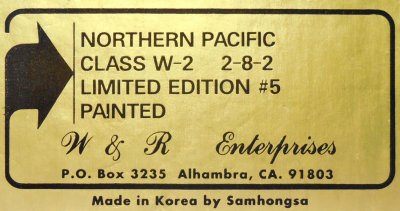 NORTHERN PACIFIC
CLASS W-2 2-8-2
LIMITED EDITION #5
PAINTED
W & R Enterprises
P.O. Box 3235 Alhambra, CA. 91803
Made in Korea by Samhongsa